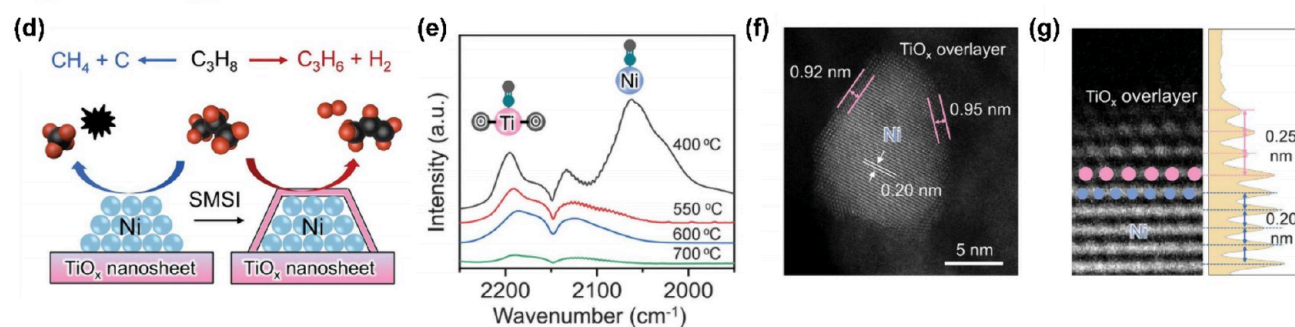 (d)
CH₄ + C ← C₃H₈ → C₃H₆ + H₂
Ni
SMSI
Ni
TiOₓ nanosheet
TiOₓ nanosheet
(e)
Intensity (a.u.)
Ni
Ti
O
O
400 °C
550 °C
600 °C
700 °C
2200 2100 2050 2000 1950
Wavenumber (cm⁻¹)
(f)
TiOₓ overlayer
0.92 nm
0.95 nm
Ni
0.20 nm
5 nm
(g)
TiOₓ overlayer
0.25
nm
0.20
nm
Ni